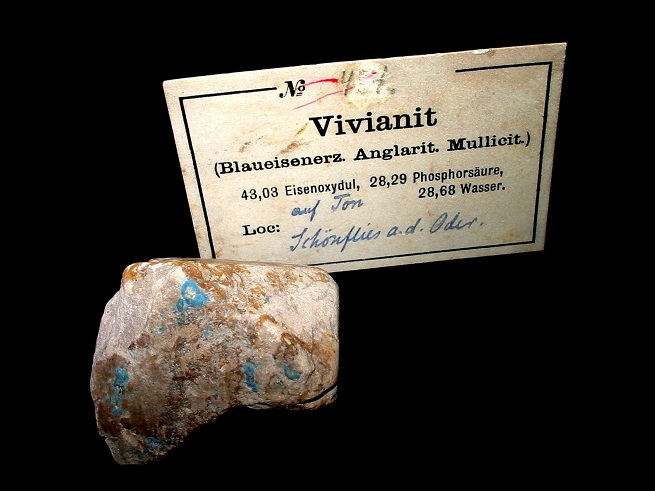 № 434.
Vivianit
(Blaueisenerz. Anglarit. Mullicit.)
43,03 Eisenoxydul, 28,29 Phosphorsäure,
28,68 Wasser.
auf Ton
Loc: Schönflies a. d. Oder.